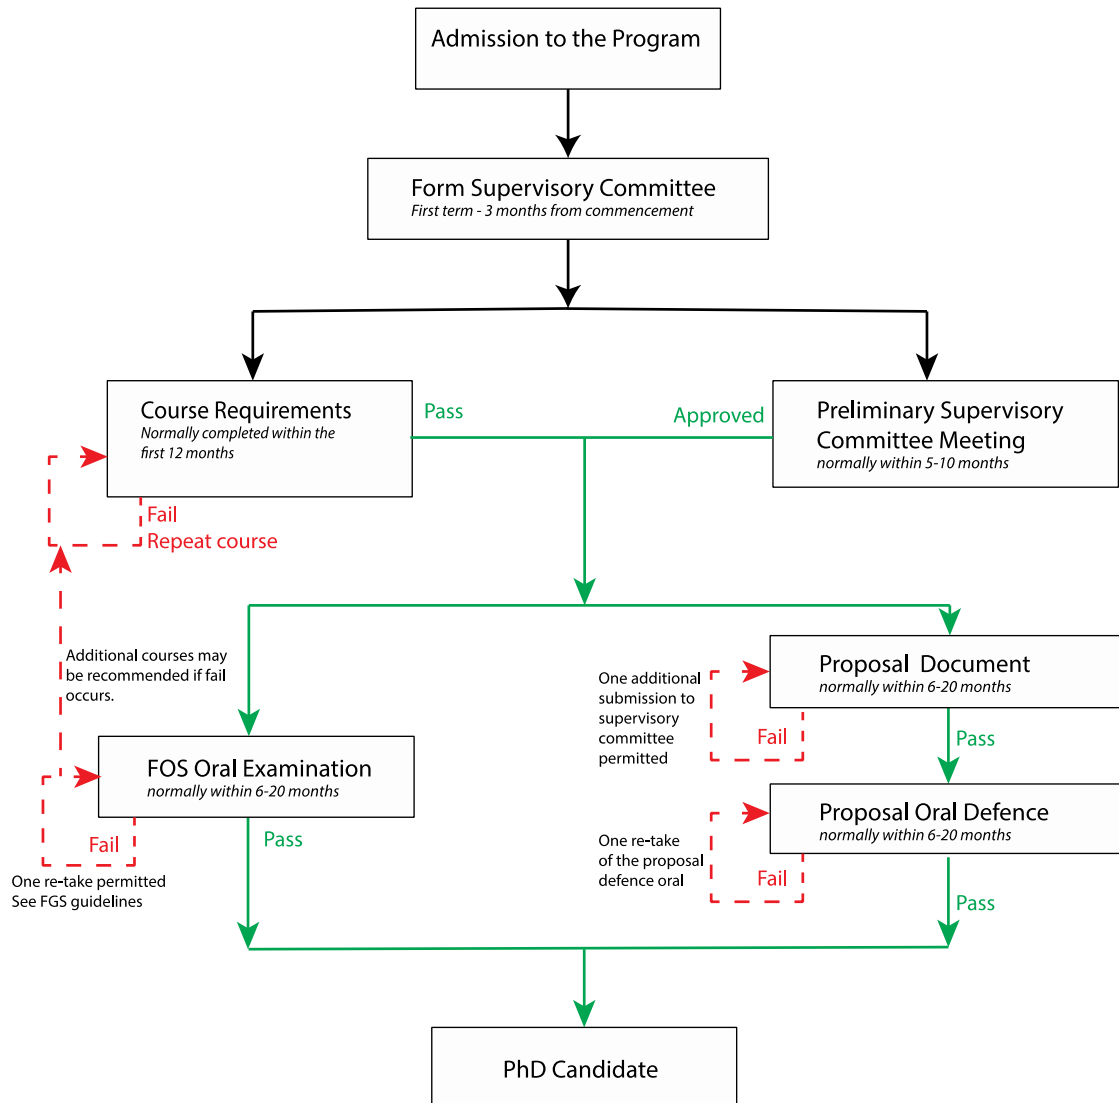 Admission to the Program
Form Supervisory Committee
First term - 3 months from commencement
Course Requirements
Normally completed within the
first 12 months
Pass
Approved
Preliminary Supervisory
Committee Meeting
normally within 5-10 months
Fail
Repeat course
Additional courses may
be recommended if fail
occurs.
FOS Oral Examination
normally within 6-20 months
Fail
Pass
One re-take permitted
See FGS guidelines
Proposal Document
normally within 6-20 months
One additional
submission to
supervisory
committee
permitted
Fail
Pass
Proposal Oral Defence
normally within 6-20 months
One re-take
of the proposal
defence oral
Fail
Pass
PhD Candidate